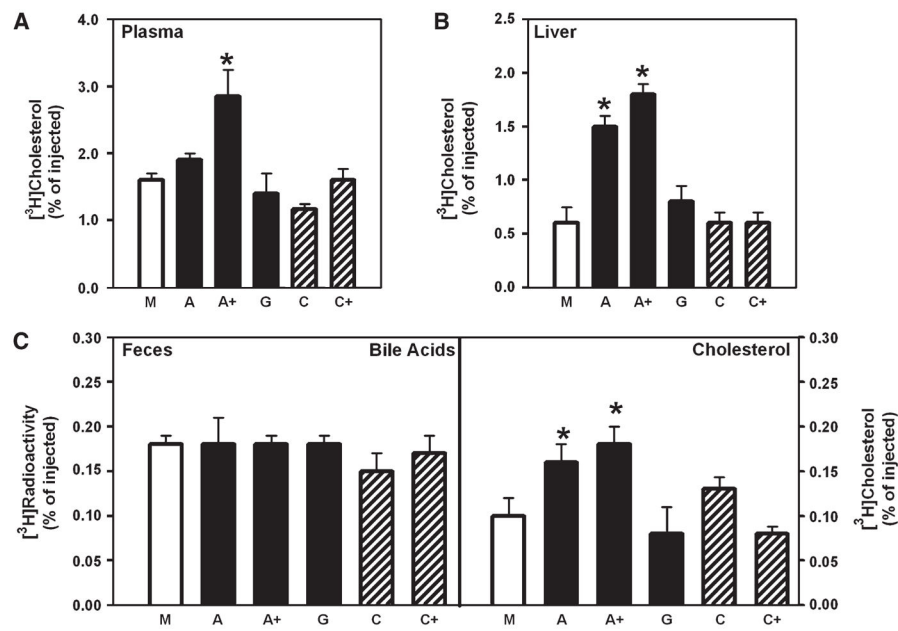 A
Plasma
4.0
3.0
2.0
1.0
0.0
[³H]Cholesterol
(% of injected)
*
M A A+ G C C+
B
Liver
2.5
2.0
1.5
1.0
0.5
0.0
[³H]Cholesterol
(% of injected)
* *
M A A+ G C C+
C
Feces Bile Acids
0.30
0.25
0.20
0.15
0.10
0.05
0.00
[³H]Radioactivity
(% of injected)
M A A+ G C C+
Cholesterol
* *
0.30
0.25
0.20
0.15
0.10
0.05
0.00
[³H]Cholesterol
(% of injected)
M A A+ G C C+